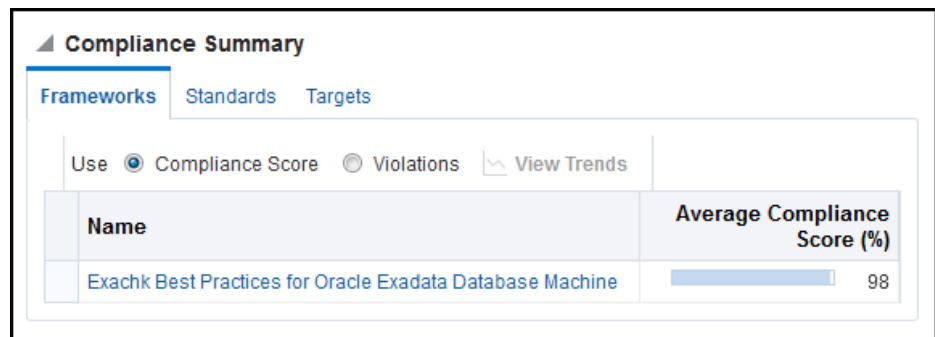 Compliance Summary
Frameworks Standards Targets
Use Compliance Score Violations View Trends
Name Average Compliance Score (%)
Exachk Best Practices for Oracle Exadata Database Machine 98